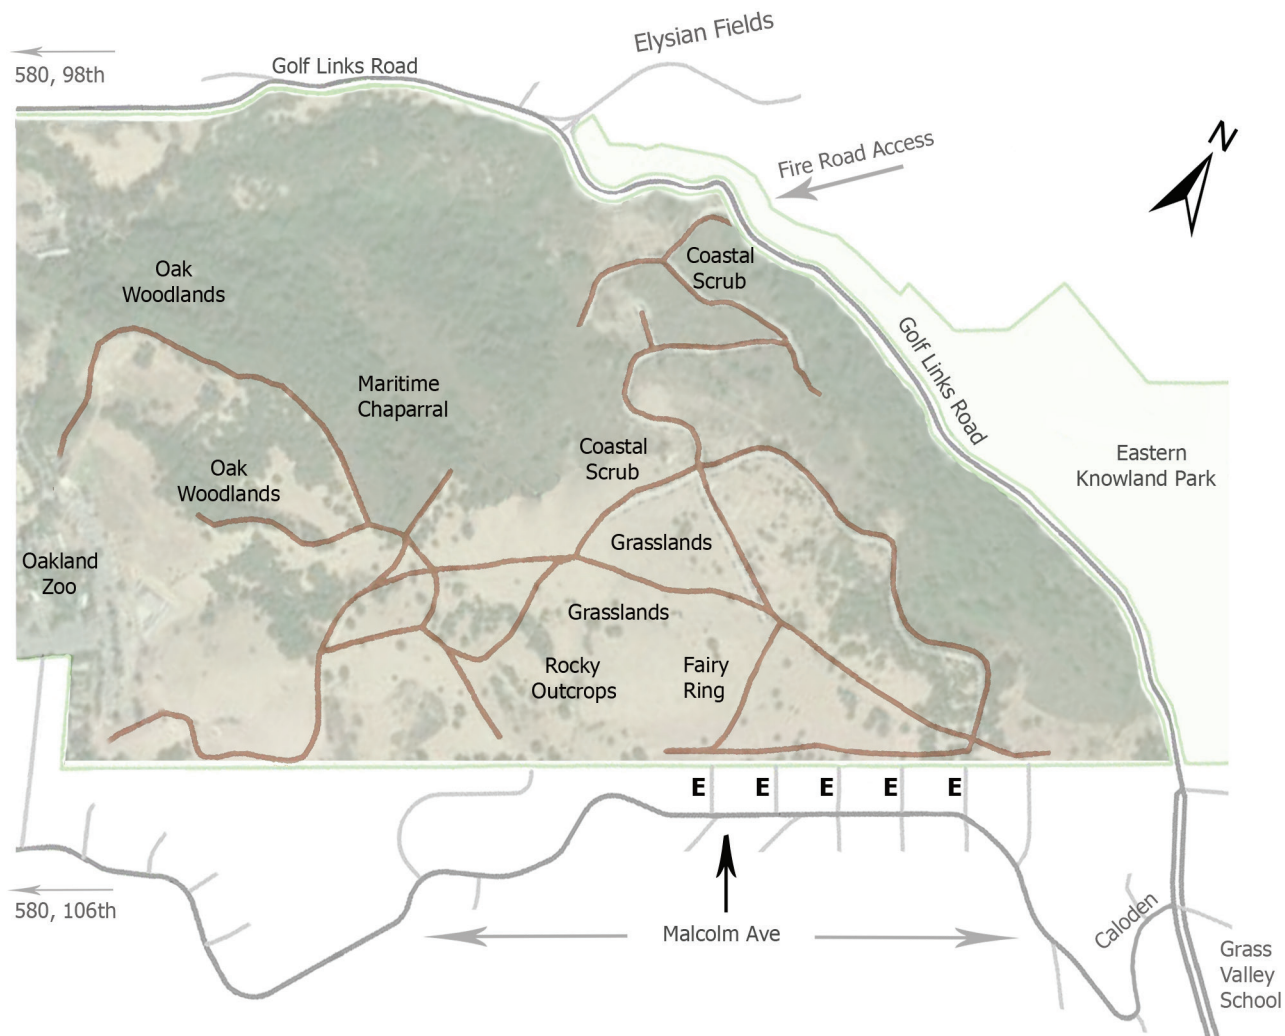 Elysian Fields
580, 98th
Golf Links Road
N
Fire Road Access
Coastal
Scrub
Oak
Woodlands
Golf Links Road
Maritime
Chaparral
Coastal
Scrub
Eastern
Knowland Park
Oak
Woodlands
Grasslands
Oakland
Zoo
Grasslands
Rocky
Outcrops
Fairy
Ring
E E E E E
580, 106th
Malcolm Ave
Caloden
Grass
Valley
School